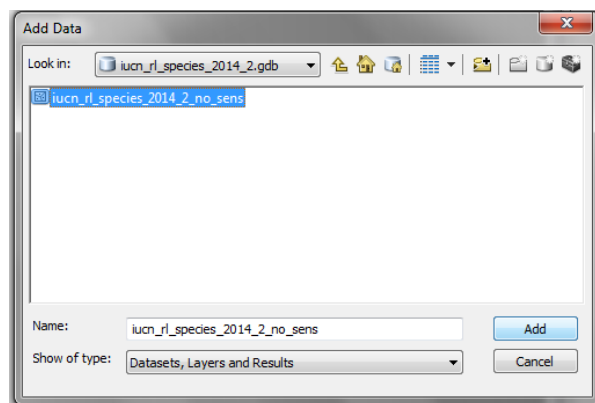 Add Data
Look in: iucn_rl_species_2014_2.gdb
iucn_rl_species_2014_2_no_sens
Name: iucn_rl_species_2014_2_no_sens Add
Show of type: Datasets, Layers and Results Cancel